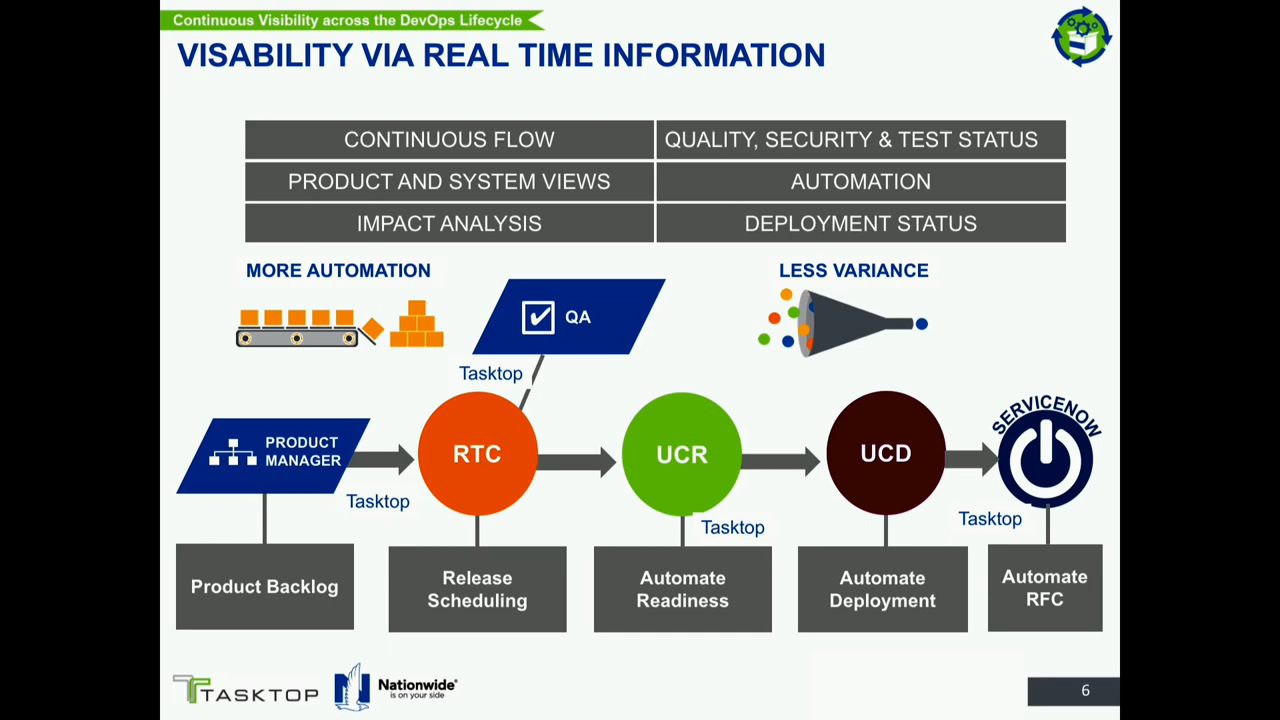 Continuous Visibility across the DevOps Lifecycle
VISABILITY VIA REAL TIME INFORMATION
CONTINUOUS FLOW
QUALITY, SECURITY & TEST STATUS
PRODUCT AND SYSTEM VIEWS
AUTOMATION
IMPACT ANALYSIS
DEPLOYMENT STATUS
MORE AUTOMATION
LESS VARIANCE
QA
Tasktop
PRODUCT
MANAGER
RTC
UCR
UCD
SERVICENOW
Tasktop
Tasktop
Tasktop
Product Backlog
Release
Scheduling
Automate
Readiness
Automate
Deployment
Automate
RFC
TASKTOP
Nationwide®
is on your side
6